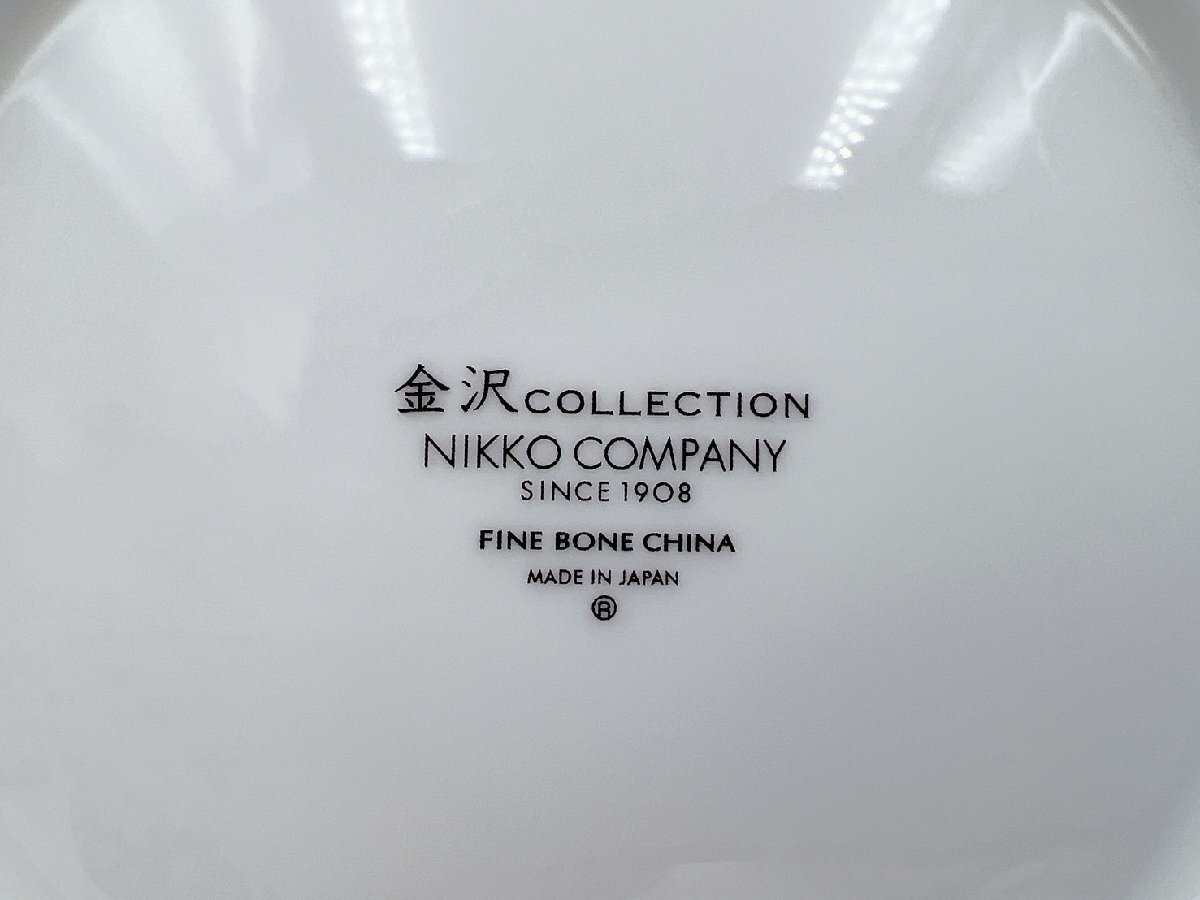 金沢COLLECTION
NIKKO COMPANY
SINCE 1908
FINE BONE CHINA
MADE IN JAPAN
®